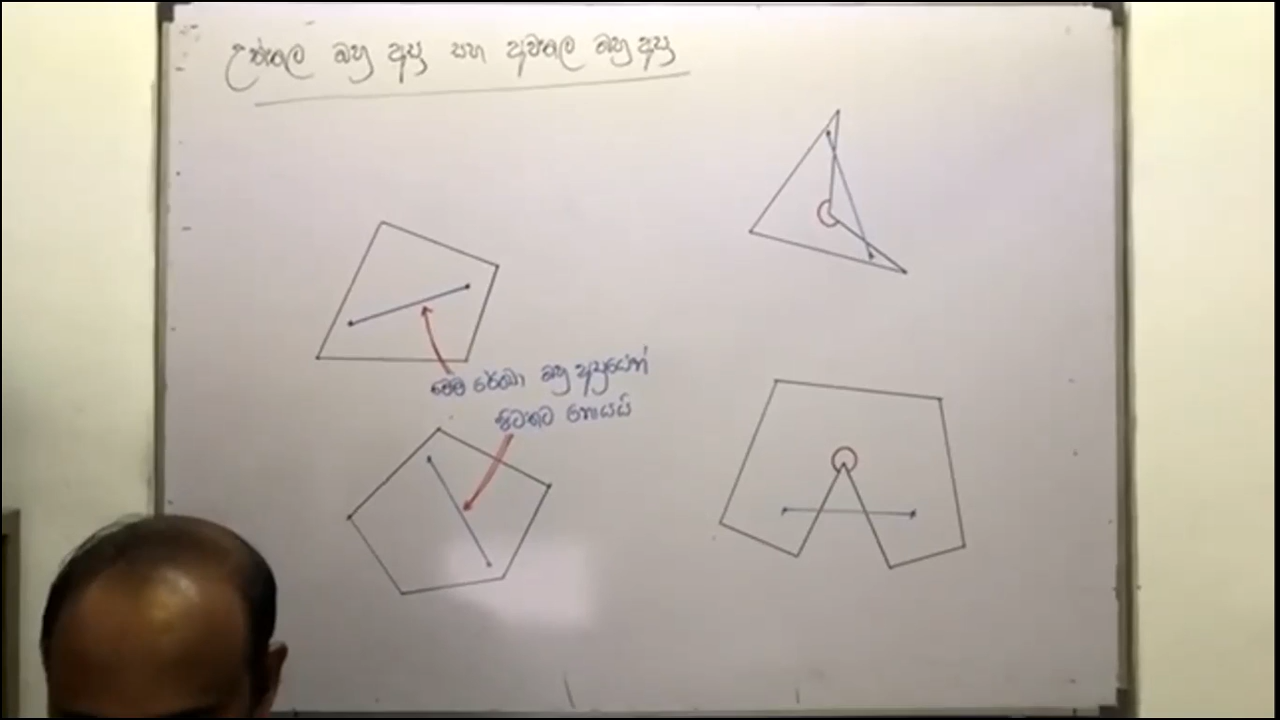 උත්තල බහු අස්‍ර සහ අවතල බහු අස්‍ර
මෙම රේඛා බහු අස්‍රයෙන්
පිටතට නොයයි